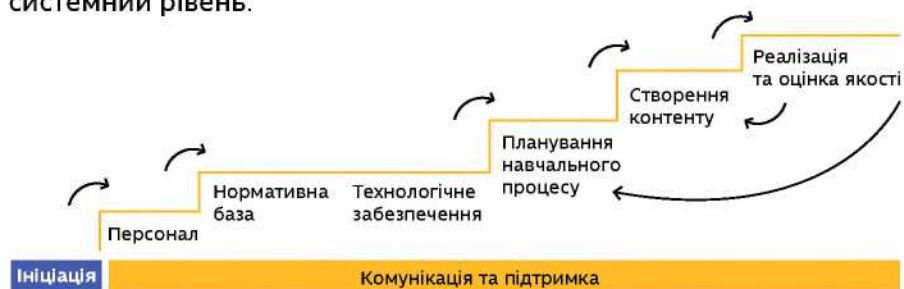 системний рівень.
Реалізація
та оцінка якості
Створення
контенту
Планування
навчального
процесу
Нормативна
база
Технологічне
забезпечення
Персонал
Ініціація
Комунікація та підтримка